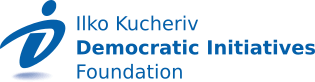 Ilko Kucheriv
Democratic Initiatives
Foundation